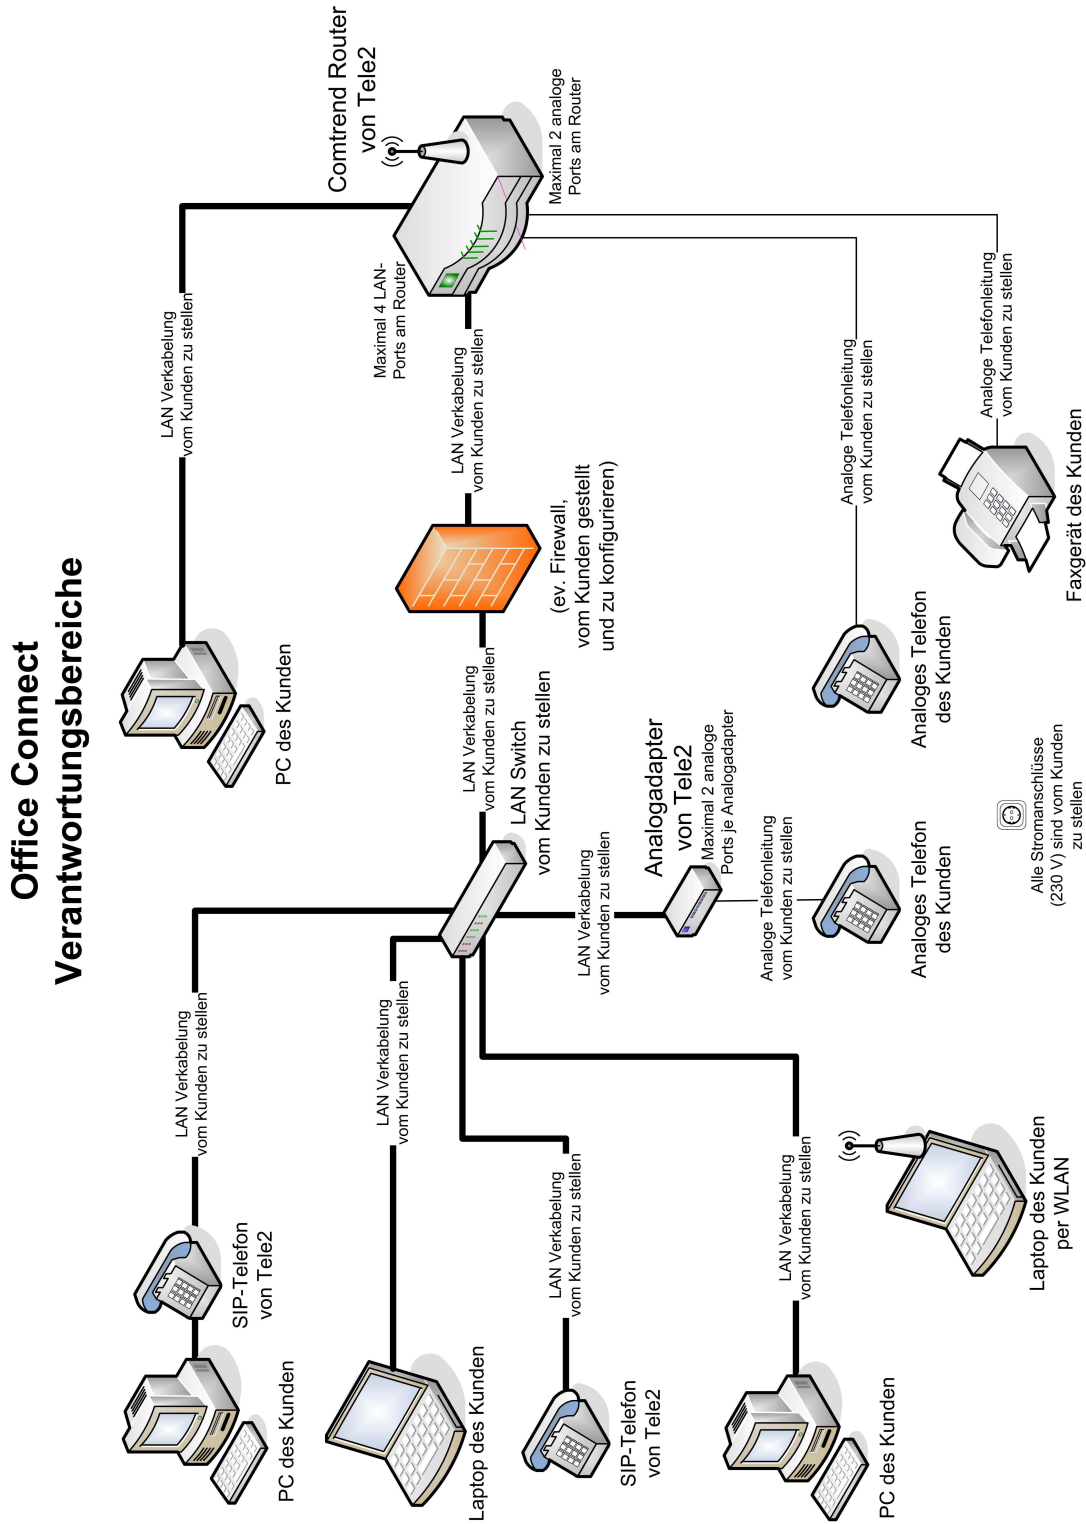 Office Connect
Verantwortungsbereiche
PC des Kunden
SIP-Telefon
von Tele2
LAN Verkabelung
vom Kunden zu stellen
PC des Kunden
LAN Verkabelung
vom Kunden zu stellen
Comtrend Router
von Tele2
Maximal 4 LAN-
Ports am Router
Maximal 2 analoge
Ports am Router
Laptop des Kunden
LAN Verkabelung
vom Kunden zu stellen
LAN Switch
vom Kunden zu stellen
LAN Verkabelung
vom Kunden zu stellen
(ev. Firewall,
vom Kunden gestellt
und zu konfigurieren)
LAN Verkabelung
vom Kunden zu stellen
SIP-Telefon
von Tele2
LAN Verkabelung
vom Kunden zu stellen
LAN Verkabelung
vom Kunden zu stellen
Analogadapter
von Tele2
Maximal 2 analoge
Ports je Analogadapter
PC des Kunden
LAN Verkabelung
vom Kunden zu stellen
Analoge Telefonleitung
vom Kunden zu stellen
Analoges Telefon
des Kunden
Analoges Telefon
des Kunden
Analoge Telefonleitung
vom Kunden zu stellen
Analoge Telefonleitung
vom Kunden zu stellen
Faxgerät des Kunden
Laptop des Kunden
per WLAN
Alle Stromanschlüsse
(230 V) sind vom Kunden
zu stellen